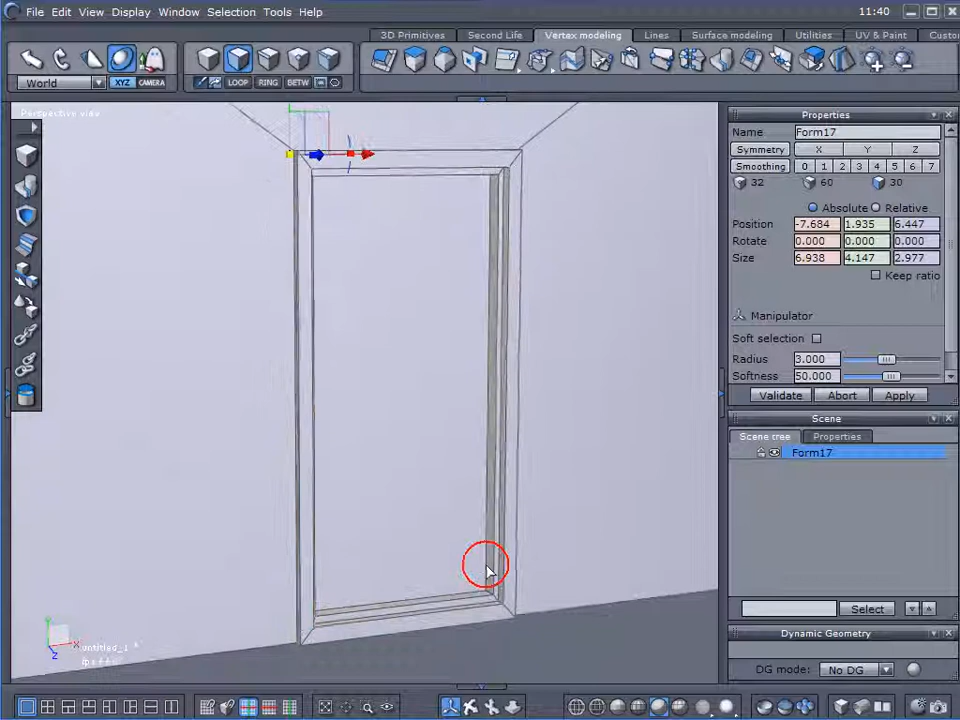 File Edit View Display Window Selection Tools Help 11:40
3D Primitives Second Life Vertex modeling Lines Surface modeling Utilities UV & Paint Custo
World XYZ CAMERA LOOP RING BETW
Perspective view
Properties
Name Form17
Symmetry X Y Z
Smoothing 0 1 2 3 4 5 6 7
32 60 30
Absolute Relative
Position -7.684 1.935 6.447
Rotate 0.000 0.000 0.000
Size 6.938 4.147 2.977
Keep ratio
Manipulator
Soft selection
Radius 3.000
Softness 50.000
Validate Abort Apply
Scene
Scene tree Properties
Form17
Select
Dynamic Geometry
DG mode: No DG
Y X Z
untitled_1 *